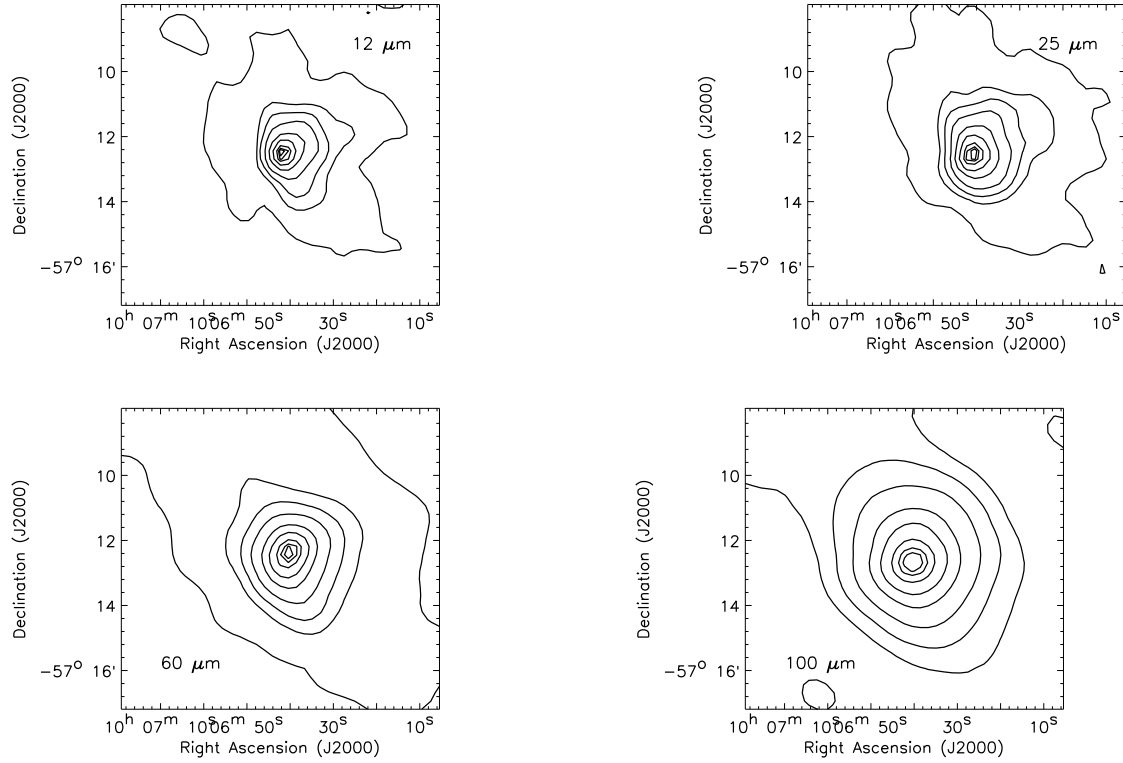 12 μm
10
12
14
−57° 16'
Declination (J2000)
10h 07m 10s 06m 50s 30s 10s
Right Ascension (J2000)
25 μm
10
12
14
−57° 16'
Declination (J2000)
10h 07m 10s 06m 50s 30s 10s
Right Ascension (J2000)
60 μm
10
12
14
−57° 16'
Declination (J2000)
10h 07m 10s 06m 50s 30s 10s
Right Ascension (J2000)
100 μm
10
12
14
−57° 16'
Declination (J2000)
10h 07m 10s 06m 50s 30s 10s
Right Ascension (J2000)